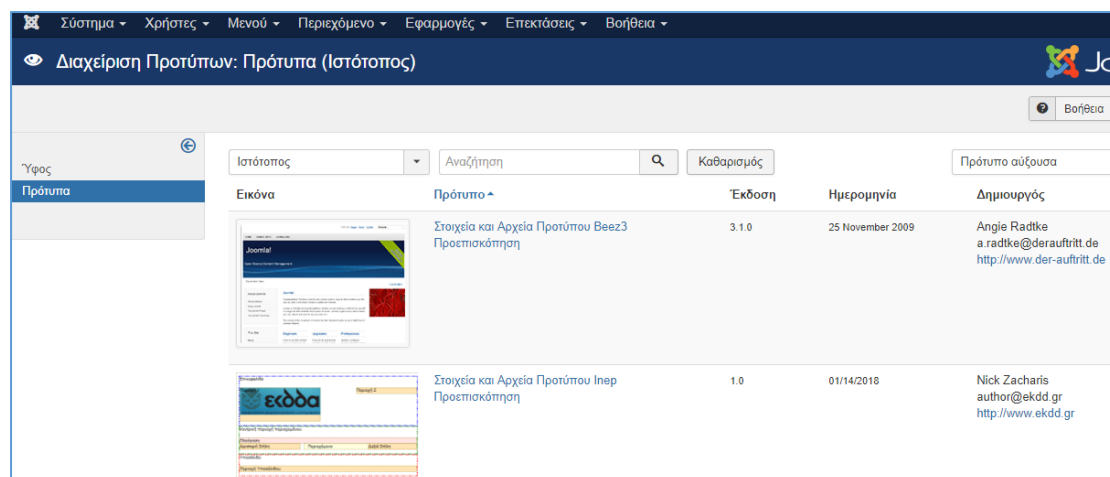 Σύστημα Χρήστες Μενού Περιεχόμενο Εφαρμογές Επεκτάσεις Βοήθεια
Διαχείριση Προτύπων: Πρότυπα (Ιστότοπος)
Βοήθεια
Ύφος
Πρότυπα
Ιστότοπος Αναζήτηση Καθαρισμός Πρότυπο αύξουσα
Εικόνα Πρότυπο Έκδοση Ημερομηνία Δημιουργός
Joomla!
Στοιχεία και Αρχεία Προτύπου Beez3 3.1.0 25 November 2009 Angie Radtke
Προεπισκόπηση a.radtke@derauftritt.de
http://www.der-auftritt.de
εκδδα
Στοιχεία και Αρχεία Προτύπου Inep 1.0 01/14/2018 Nick Zacharis
Προεπισκόπηση author@ekdd.gr
http://www.ekdd.gr